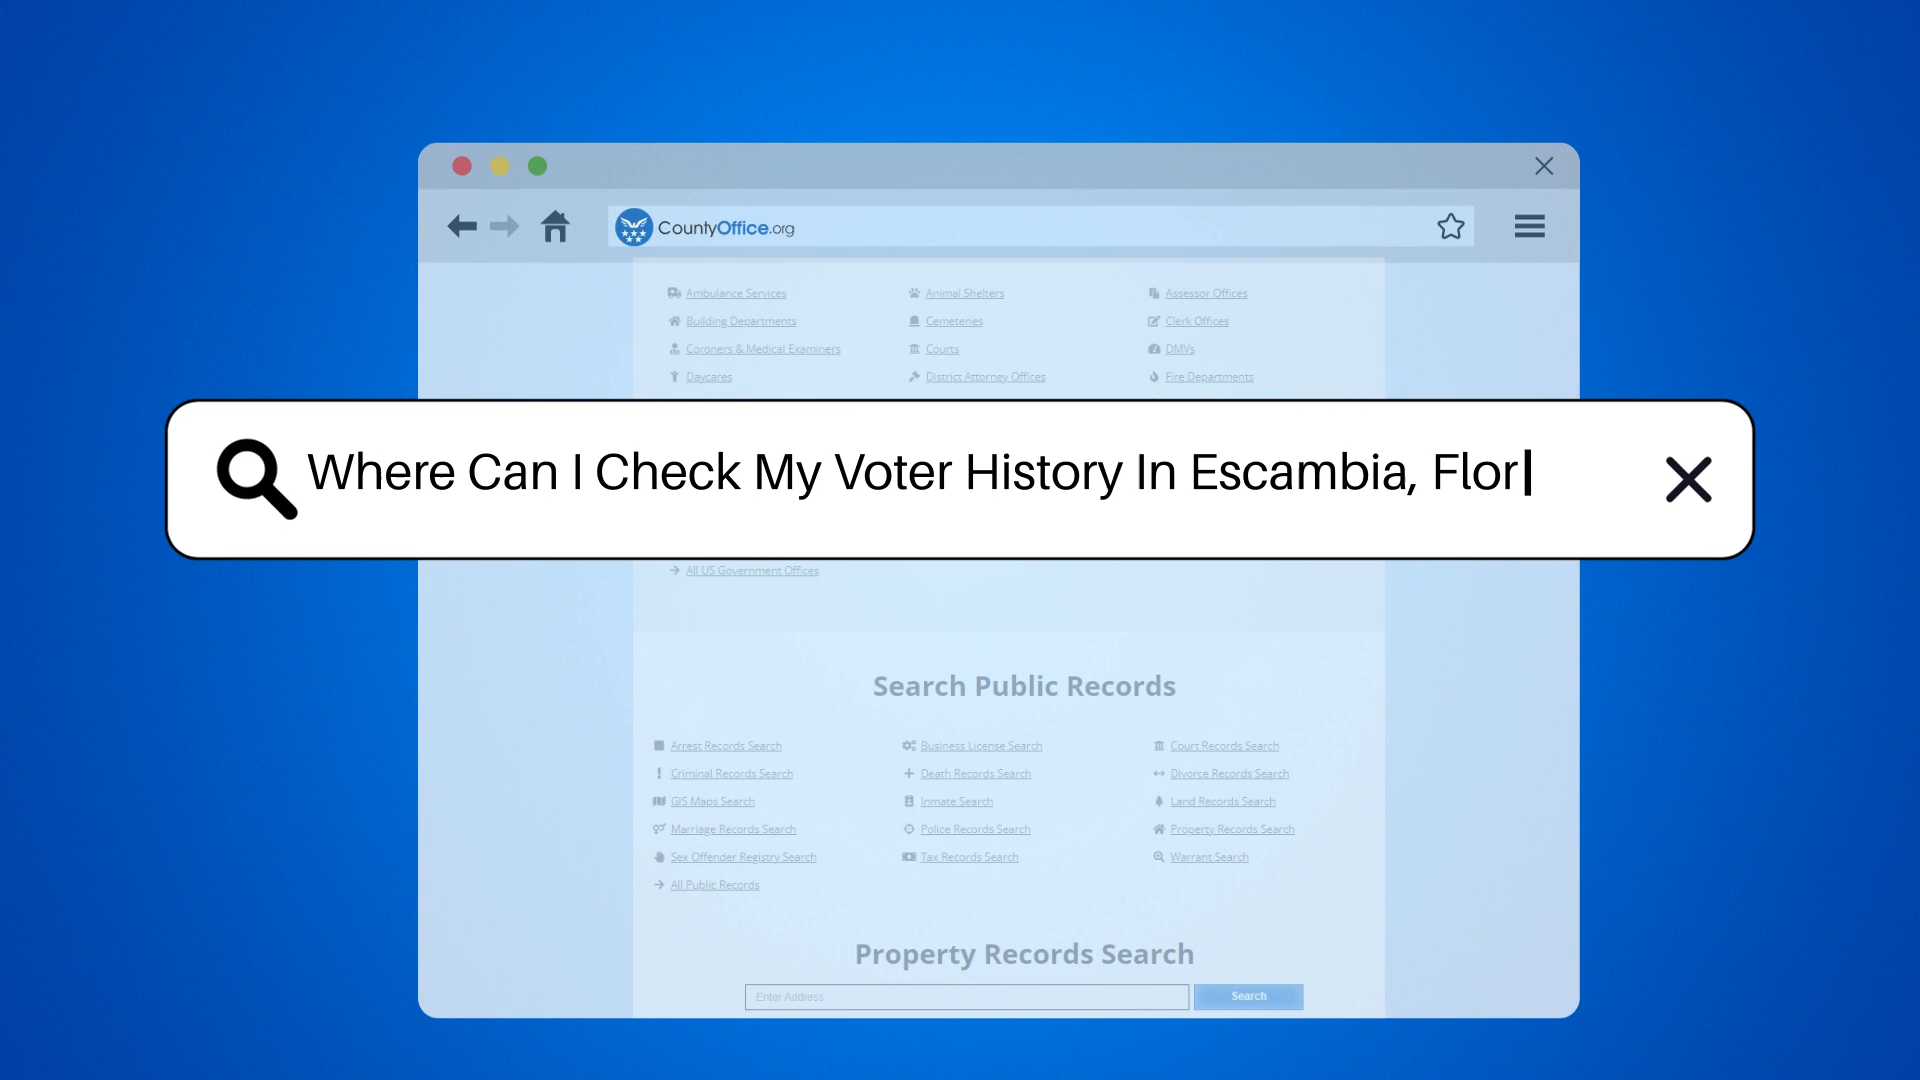 CountyOffice.org
Ambulance Services Animal Shelters Assessor Offices
Building Departments Cemeteries Clerk Offices
Coroners & Medical Examiners Courts DMVs
Daycares District Attorney Offices Fire Departments
Where Can I Check My Voter History In Escambia, Flor
All US Government Offices
Search Public Records
Arrest Records Search Business License Search Court Records Search
Criminal Records Search Death Records Search Divorce Records Search
GIS Maps Search Inmate Search Land Records Search
Marriage Records Search Police Records Search Property Records Search
Sex Offender Registry Search Tax Records Search Warrant Search
All Public Records
Property Records Search
Enter Address Search